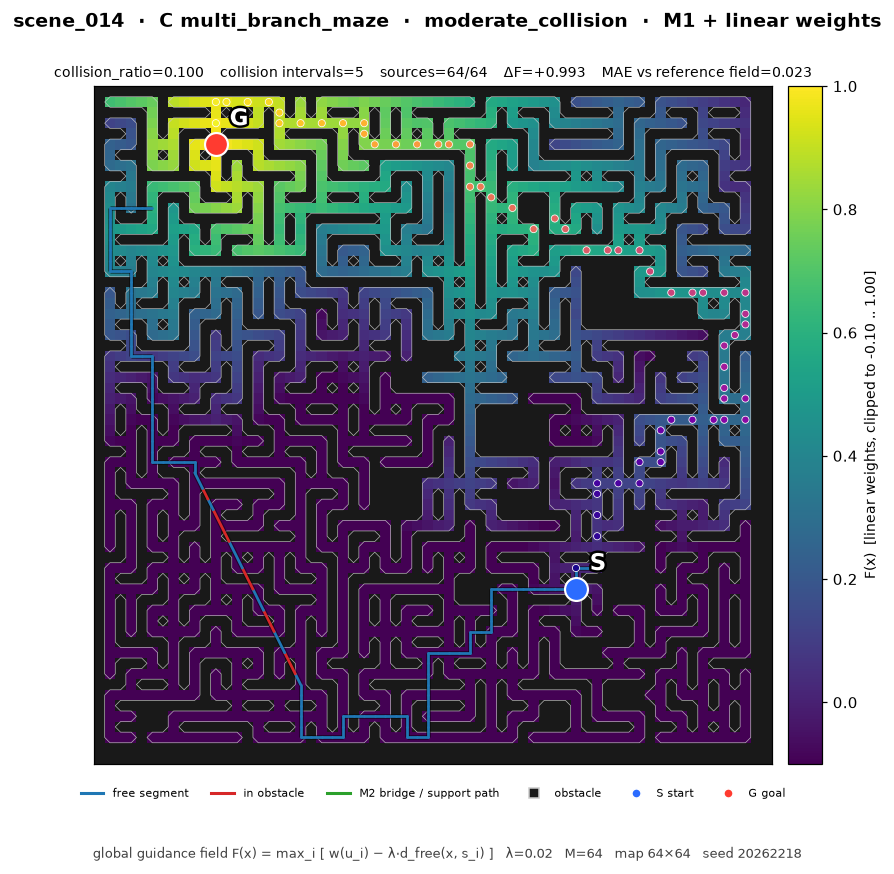 scene_014 · C multi_branch_maze · moderate_collision · M1 + linear weights
collision_ratio=0.100 collision intervals=5 sources=64/64 ΔF=+0.993 MAE vs reference field=0.023
G
S
1.0
0.8
0.6
0.4
0.2
0.0
F(x) [linear weights, clipped to -0.10 .. 1.00]
free segment
in obstacle
M2 bridge / support path
obstacle
S start
G goal
global guidance field F(x) = max_i [ w(u_i) − λ·d_free(x, s_i) ] λ=0.02 M=64 map 64×64 seed 20262218